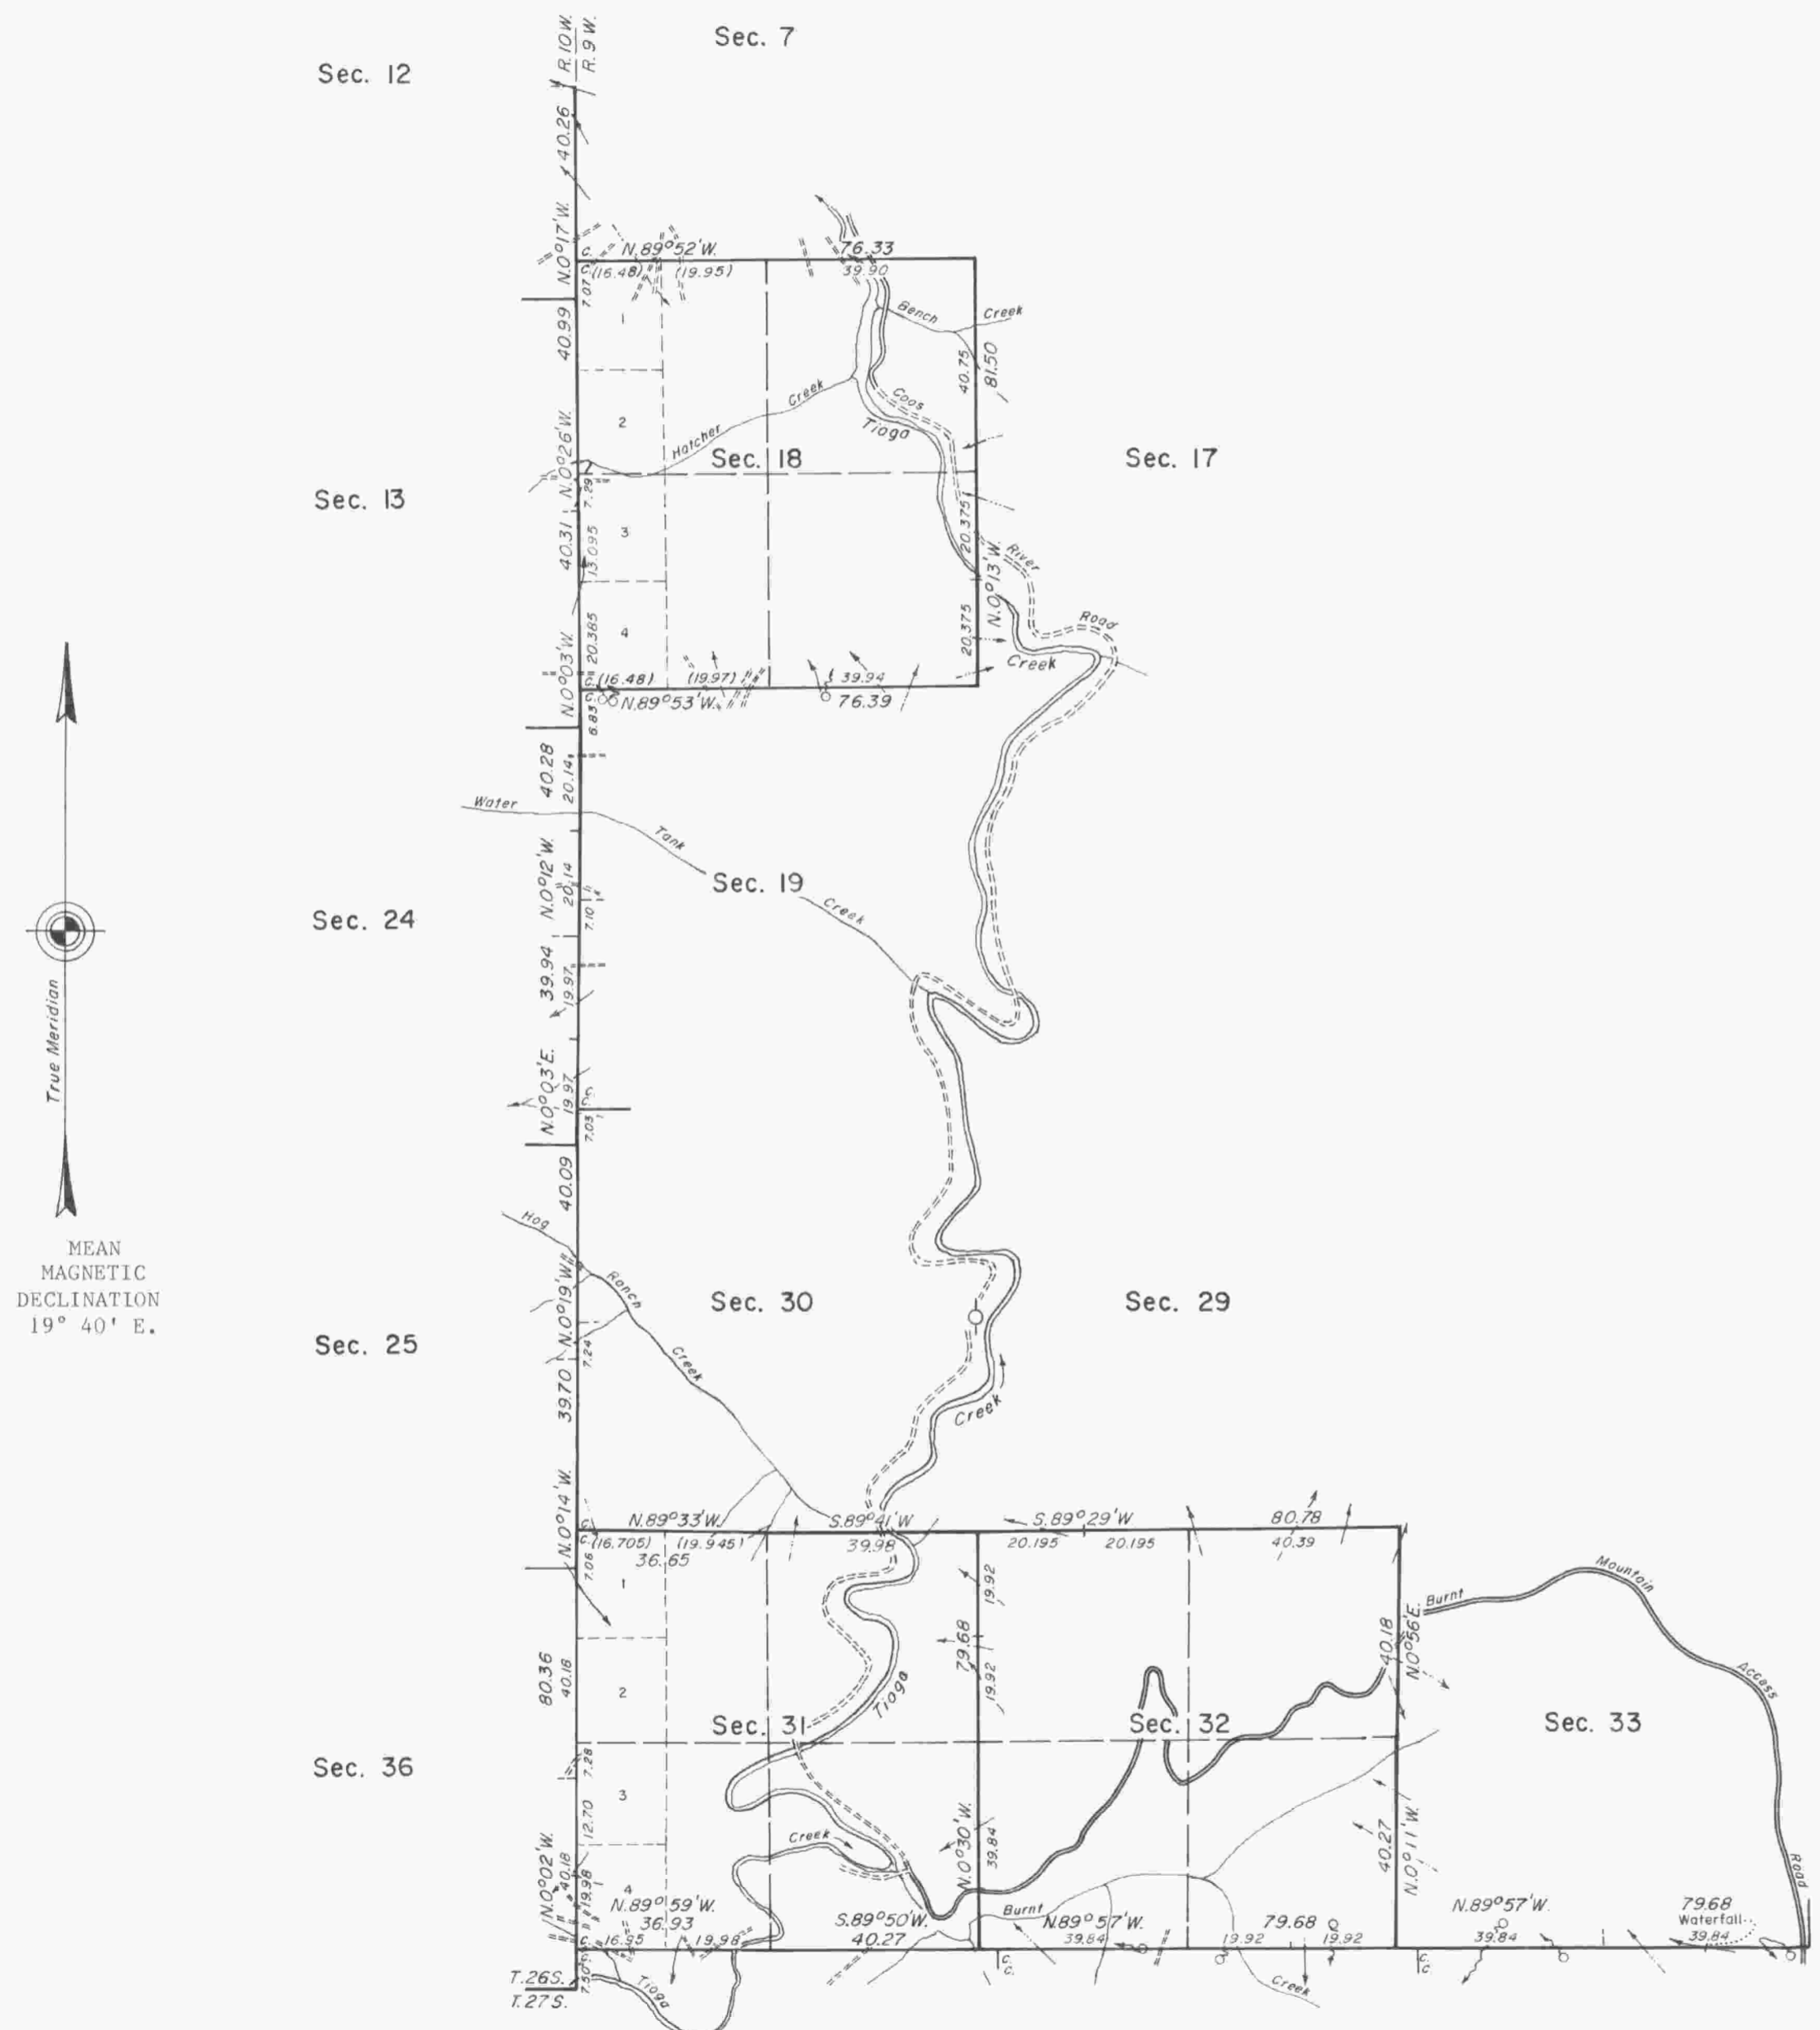 R.10W.
R.9W.
Sec. 7
Sec. 12
40.26
N.0°17'W.
C.
N.89°52'W.
76.33
C.
(16.48)
(19.95)
39.90
7.07
40.99
1
Bench
Creek
40.75
81.50
Creek
Coos
Tioga
2
Hatcher
N.0°26'W.
Sec. 18
Sec. 17
Sec. 13
7.29
20.375
40.31
13.095
3
River
N.0°13'W.
20.385
4
20.375
Road
Creek
N.0°03'W.
C.
(16.48)
(19.97)
39.94
C.
N.89°53'W.
76.39
6.83
40.28
20.14
Water
Tank
N.0°12'W.
20.14
Sec. 19
Creek
Sec. 24
7.10
39.94
19.97
True Meridian
N.0°03'E.
19.97
C.
C.
7.03
40.09
Hog
Ranch
MEAN
MAGNETIC
DECLINATION
19° 40' E.
N.0°19'W.
Sec. 30
Sec. 29
Sec. 25
7.24
Creek
39.70
Creek
N.0°14'W.
C.
N.89°33'W.
S.89°41'W
S.89°29'W
80.78
C.
(16.705)
(19.945)
39.98
20.195
20.195
40.39
36.65
7.06
1
19.92
Mountain
Burnt
79.68
40.18
N.0°56'E.
80.36
40.18
2
19.92
Tioga
Access
Sec. 31
Sec. 32
Sec. 33
Sec. 36
7.28
3
12.70
Creek
N.0°30'W.
39.84
40.27
N.0°11'W.
Road
N.0°02'W.
40.18
19.98
4
N.89°59'W.
36.93
S.89°50'W.
40.27
Burnt
N.89°57'W.
79.68
N.89°57'W.
79.68
Waterfall
C.
16.95
19.98
39.84
19.92
19.92
39.84
39.84
7.50
C.
C.
C.
C.
T.26S.
T.27S.
Tioga
Creek